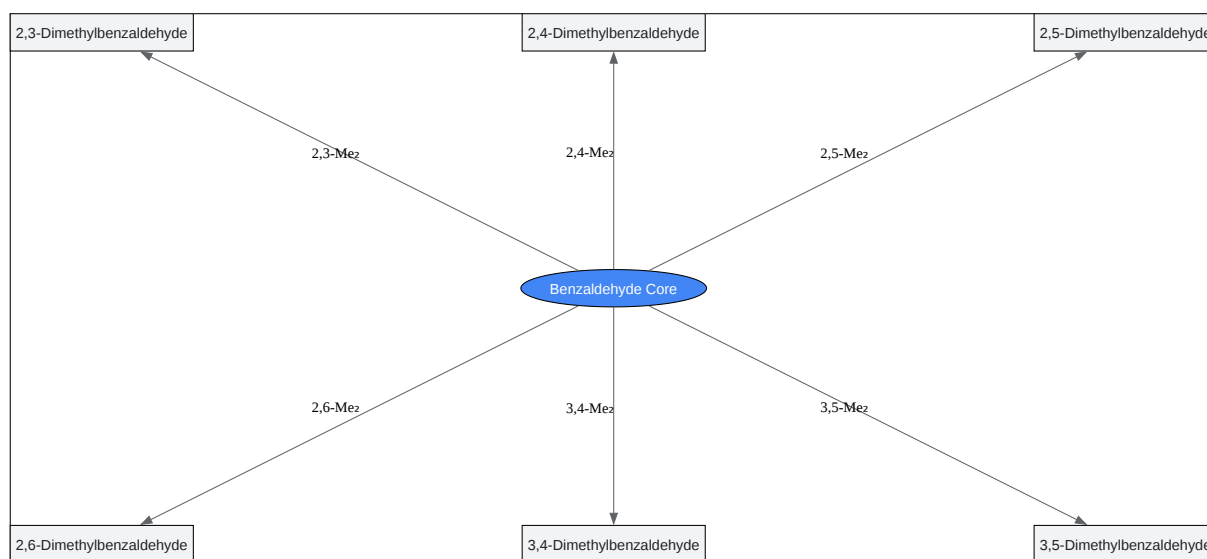 2,3-Dimethylbenzaldehyde
2,4-Dimethylbenzaldehyde
2,5-Dimethylbenzaldehyde
2,3-Me₂
2,4-Me₂
2,5-Me₂
Benzaldehyde Core
2,6-Me₂
3,4-Me₂
3,5-Me₂
2,6-Dimethylbenzaldehyde
3,4-Dimethylbenzaldehyde
3,5-Dimethylbenzaldehyde